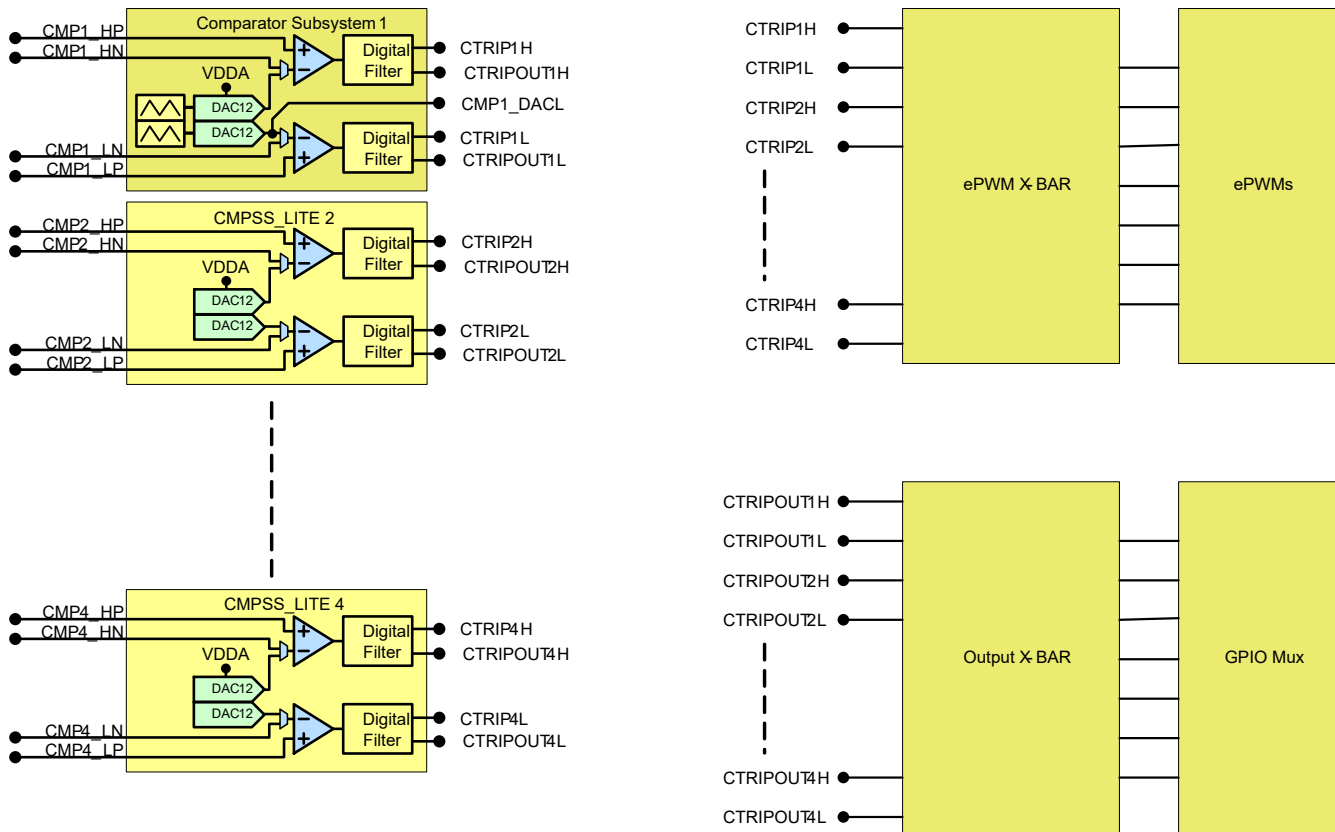 Comparator Subsystem 1
CMP1_HP
CMP1_HN
VDDA
DAC12
DAC12
Digital
Filter
CTRIP1H
CTRIPOUT1H
CMP1_DACL
Digital
Filter
CTRIP1L
CTRIPOUT1L
CMP1_LN
CMP1_LP
CMPSS_LITE 2
CMP2_HP
CMP2_HN
VDDA
DAC12
DAC12
Digital
Filter
CTRIP2H
CTRIPOUT2H
Digital
Filter
CTRIP2L
CTRIPOUT2L
CMP2_LN
CMP2_LP
CMPSS_LITE 4
CMP4_HP
CMP4_HN
VDDA
DAC12
DAC12
Digital
Filter
CTRIP4H
CTRIPOUT4H
Digital
Filter
CTRIP4L
CTRIPOUT4L
CMP4_LN
CMP4_LP
CTRIP1H
CTRIP1L
CTRIP2H
CTRIP2L
CTRIP4H
CTRIP4L
ePWM X-BAR
ePWMs
CTRIPOUT1H
CTRIPOUT1L
CTRIPOUT2H
CTRIPOUT2L
CTRIPOUT4H
CTRIPOUT4L
Output X-BAR
GPIO Mux